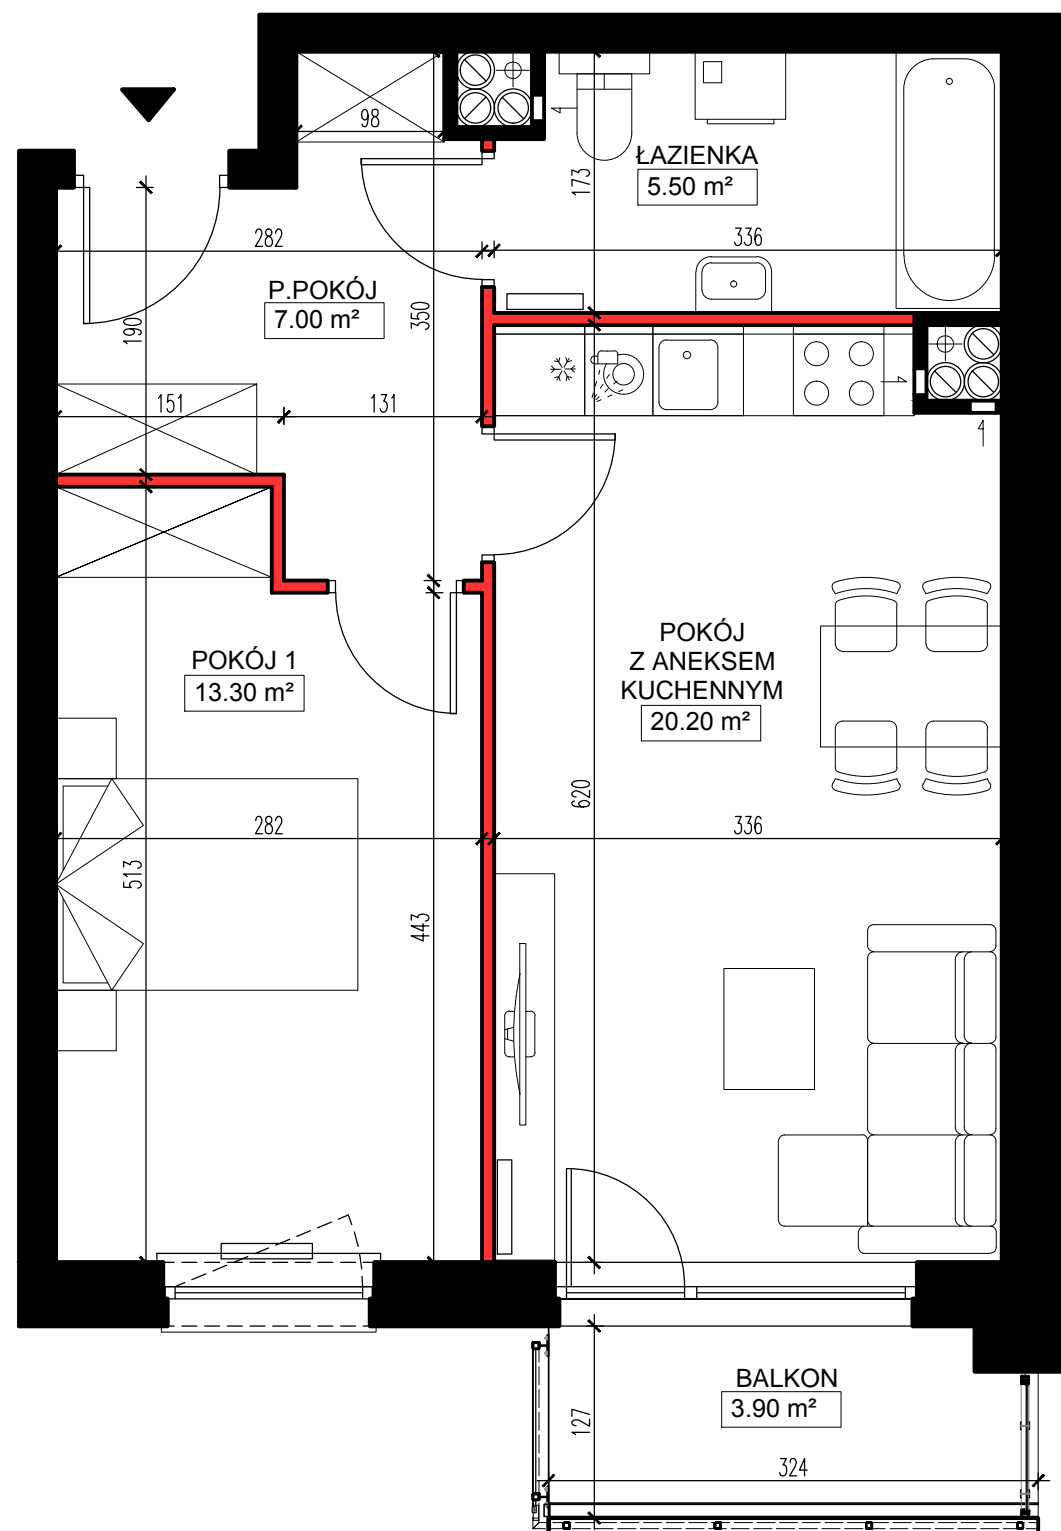 98
4
ŁAZIENKA
5.50 m²
173
282
336
P.POKÓJ
7.00 m²
190
350
151
131
4
4
POKÓJ 1
13.30 m²
POKÓJ
Z ANEKSEM
KUCHENNYM
20.20 m²
620
282
336
513
443
BALKON
3.90 m²
127
324